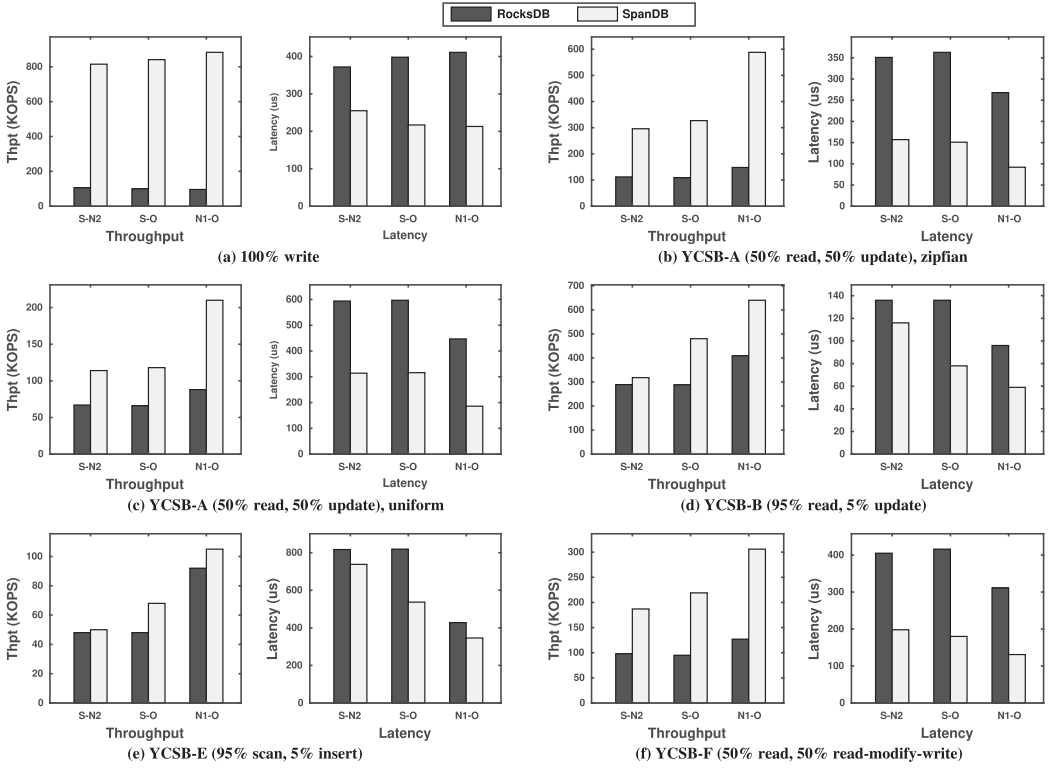 RocksDB SpanDB
800
600
400
200
0
Thpt (KOPS)
S-N2 S-O N1-O
Throughput
400
300
200
100
0
Latency (us)
S-N2 S-O N1-O
Latency
(a) 100% write
600
500
400
300
200
100
0
Thpt (KOPS)
S-N2 S-O N1-O
Throughput
350
300
250
200
150
100
50
0
Latency (us)
S-N2 S-O N1-O
Latency
(b) YCSB-A (50% read, 50% update), zipfian
200
150
100
50
0
Thpt (KOPS)
S-N2 S-O N1-O
Throughput
600
500
400
300
200
100
0
Latency (us)
S-N2 S-O N1-O
Latency
(c) YCSB-A (50% read, 50% update), uniform
700
600
500
400
300
200
100
0
Thpt (KOPS)
S-N2 S-O N1-O
Throughput
140
120
100
80
60
40
20
0
Latency (us)
S-N2 S-O N1-O
Latency
(d) YCSB-B (95% read, 5% update)
100
80
60
40
20
0
Thpt (KOPS)
S-N2 S-O N1-O
Throughput
800
600
400
200
0
Latency (us)
S-N2 S-O N1-O
Latency
(e) YCSB-E (95% scan, 5% insert)
300
250
200
150
100
50
0
Thpt (KOPS)
S-N2 S-O N1-O
Throughput
400
300
200
100
0
Latency (us)
S-N2 S-O N1-O
Latency
(f) YCSB-F (50% read, 50% read-modify-write)